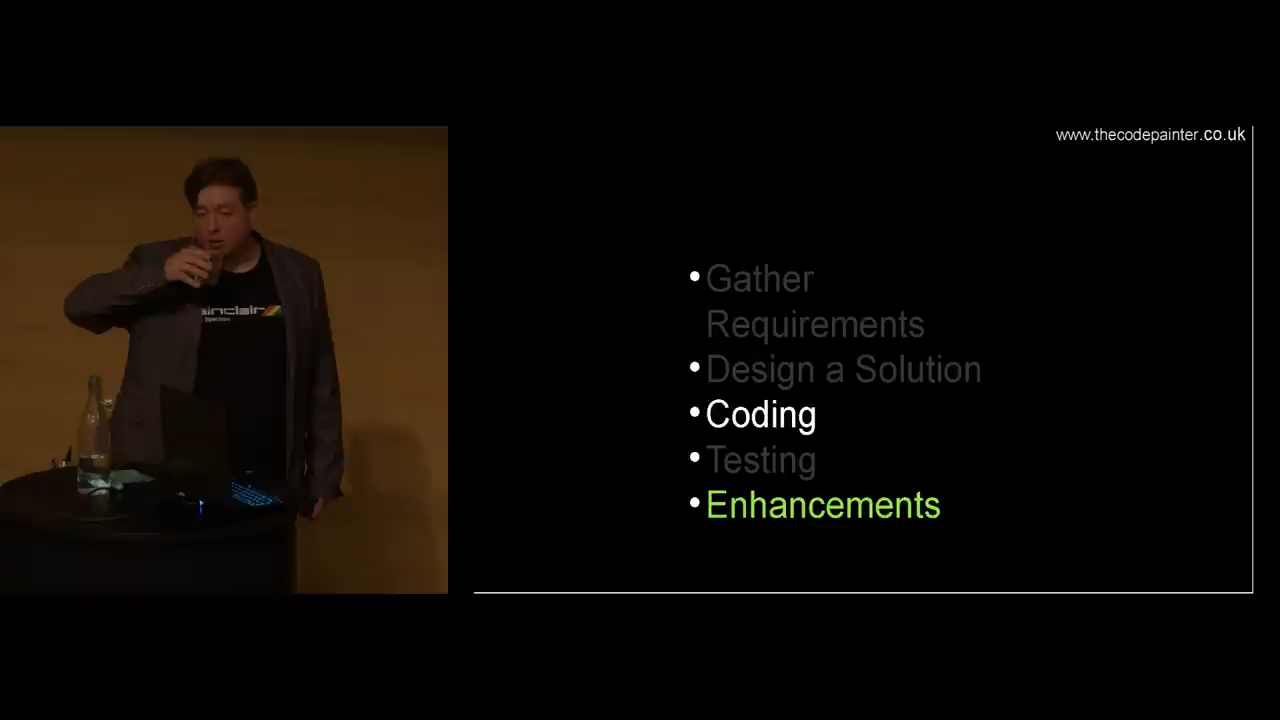 www.thecodepainter.co.uk
sinclair
• Gather
Requirements
• Design a Solution
• Coding
• Testing
• Enhancements